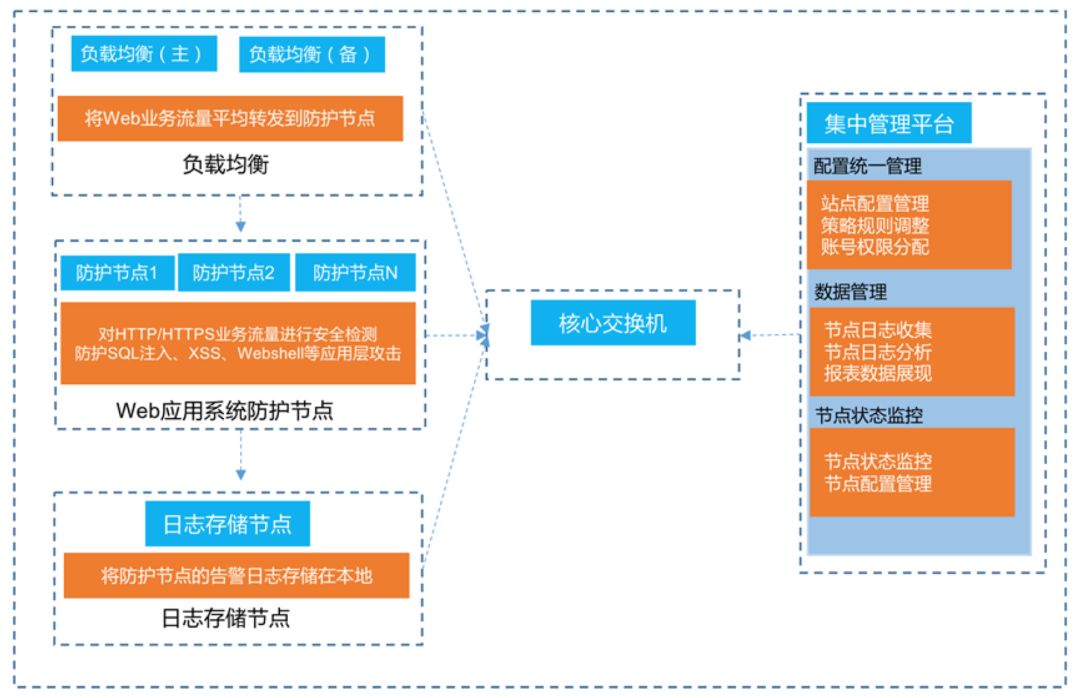 负载均衡（主）
负载均衡（备）
将Web业务流量平均转发到防护节点
负载均衡
防护节点1
防护节点2
防护节点N
对HTTP/HTTPS业务流量进行安全检测
防护SQL注入、XSS、Webshell等应用层攻击
Web应用系统防护节点
日志存储节点
将防护节点的告警日志存储在本地
日志存储节点
核心交换机
集中管理平台
配置统一管理
站点配置管理
策略规则调整
账号权限分配
数据管理
节点日志收集
节点日志分析
报表数据展现
节点状态监控
节点状态监控
节点配置管理